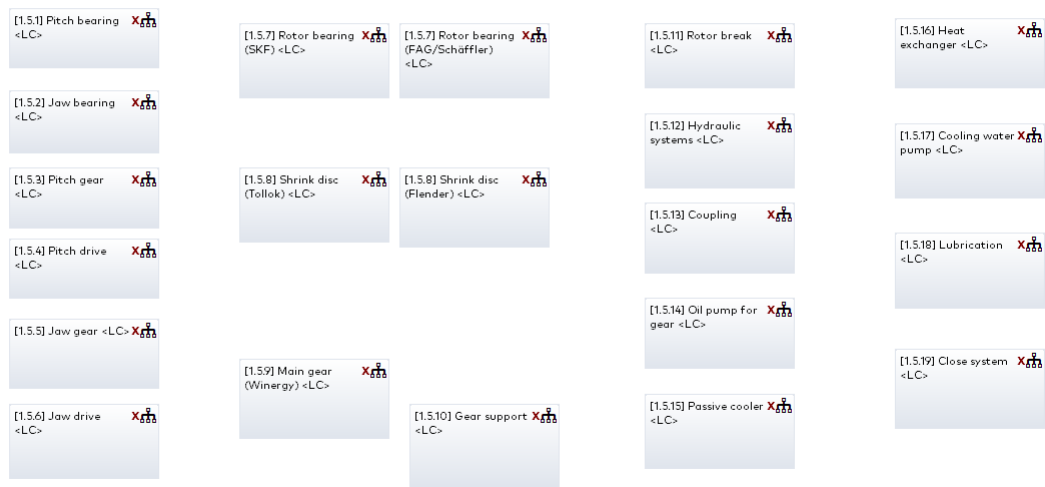 [1.5.1] Pitch bearing X
<LC>
[1.5.2] Jaw bearing X
<LC>
[1.5.3] Pitch gear X
<LC>
[1.5.4] Pitch drive X
<LC>
[1.5.5] Jaw gear <LC> X
[1.5.6] Jaw drive X
<LC>
[1.5.7] Rotor bearing X
(SKF) <LC>
[1.5.7] Rotor bearing X
(FAG/Schäffler)
<LC>
[1.5.8] Shrink disc X
(Tollok) <LC>
[1.5.8] Shrink disc X
(Flender) <LC>
[1.5.9] Main gear X
(Winergy) <LC>
[1.5.10] Gear support X
<LC>
[1.5.11] Rotor break X
<LC>
[1.5.12] Hydraulic X
systems <LC>
[1.5.13] Coupling X
<LC>
[1.5.14] Oil pump for X
gear <LC>
[1.5.15] Passive cooler X
<LC>
[1.5.16] Heat X
exchanger <LC>
[1.5.17] Cooling water X
pump <LC>
[1.5.18] Lubrication X
<LC>
[1.5.19] Close system X
<LC>